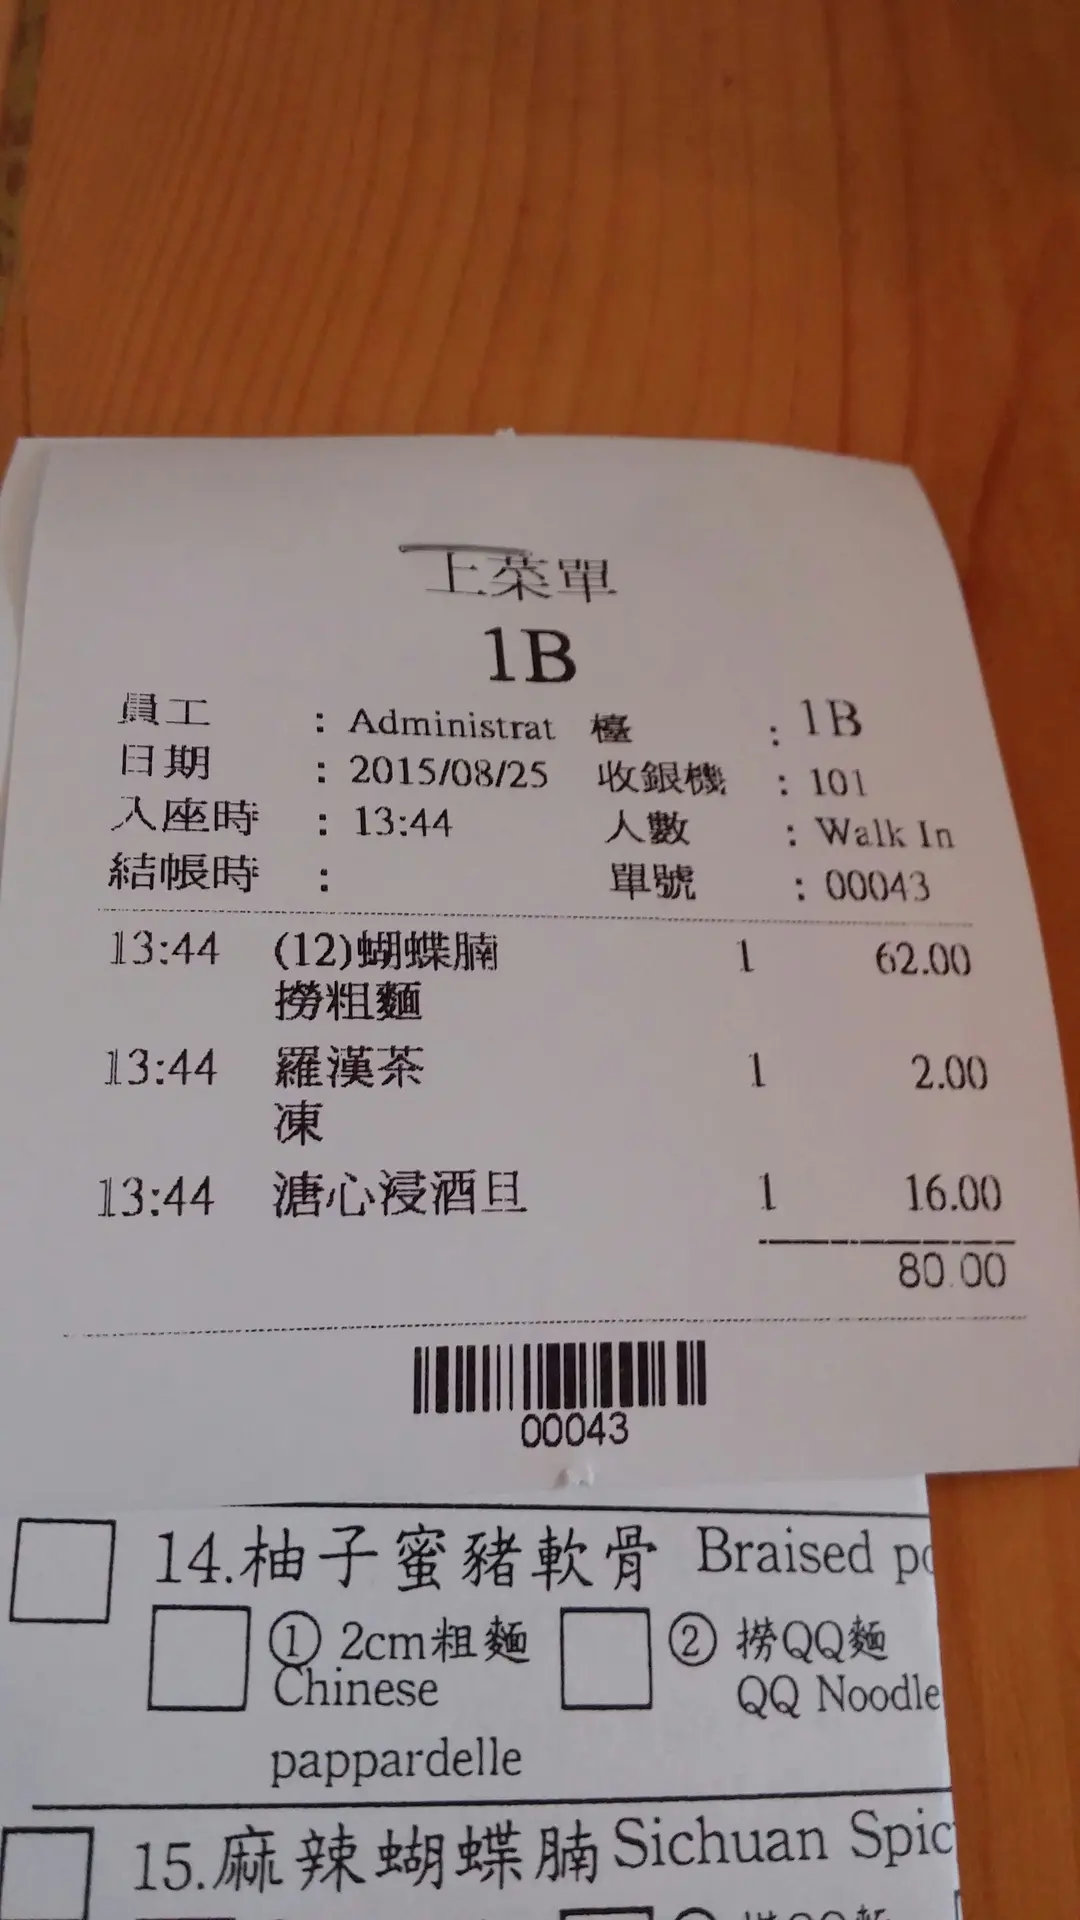 上菜單
1B
員工 : Administrat 檯 : 1B
日期 : 2015/08/25 收銀機 : 101
入座時 : 13:44 人數 : Walk In
結帳時 : 單號 : 00043
13:44 (12)蝴蝶腩 1 62.00
撈粗麵
13:44 羅漢茶 1 2.00
凍
13:44 溏心浸酒旦 1 16.00
80.00
00043
14.柚子蜜豬軟骨 Braised
① 2cm粗麵 ② 撈QQ麵
Chinese QQ Noodle
pappardelle
15.麻辣蝴蝶腩 Sichuan